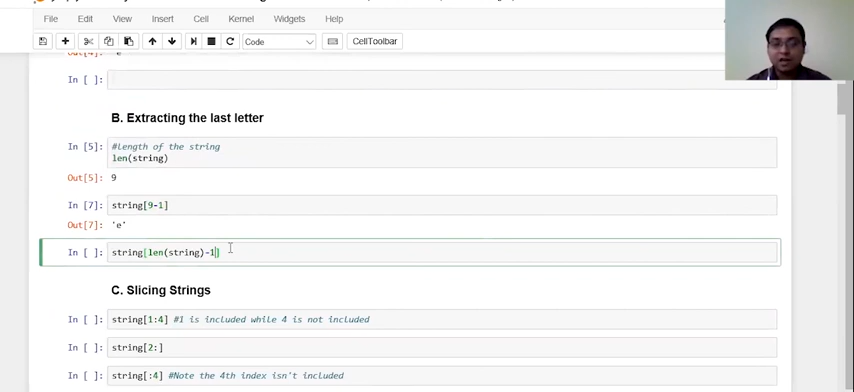 File Edit View Insert Cell Kernel Widgets Help
Code CellToolbar
Out[4]: 'e'
In [ ]:
B. Extracting the last letter
In [5]: #Length of the string
len(string)
Out[5]: 9
In [7]: string[9-1]
Out[7]: 'e'
In [ ]: string[len(string)-1]
C. Slicing Strings
In [ ]: string[1:4] #1 is included while 4 is not included
In [ ]: string[2:]
In [ ]: string[:4] #Note the 4th index isn't included